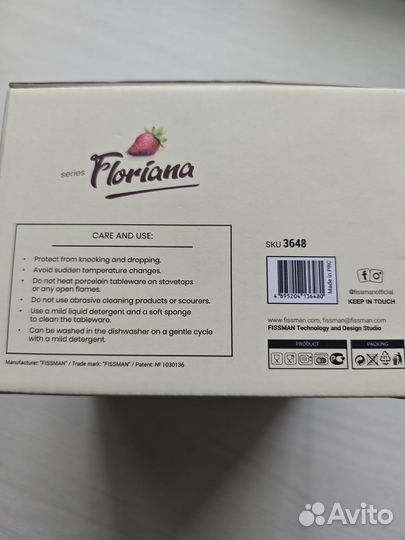 series Floriana
CARE AND USE:
• Protect from knocking and dropping.
• Avoid sudden temperature changes.
• Do not heat porcelain tableware on stovetops
or any open flames.
• Do not use abrasive cleaning products or scourers.
• Use a mild liquid detergent and a soft sponge
to clean the tableware.
• Can be washed in the dishwasher on a gentle cycle
with a mild detergent.
Manufacturer: "FISSMAN" / Trade mark: "FISSMAN" / Patent: № 1030136
SKU 3648
4 895204 136480
Made in PRC
@fissmanofficial
KEEP IN TOUCH
www.fissman.com, fissman@fissman.com
FISSMAN Technology and Design Studio
PRODUCT
PACKING
Avito